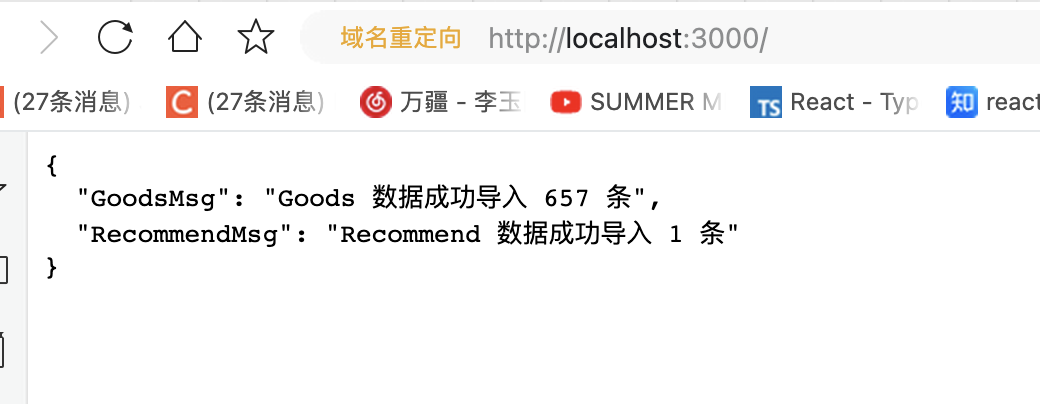 域名重定向 http://localhost:3000/
(27条消息) C (27条消息) 万疆 - 李玉 SUMMER M TS React - Typ 知 react
{
"GoodsMsg": "Goods 数据成功导入 657 条",
"RecommendMsg": "Recommend 数据成功导入 1 条"
}